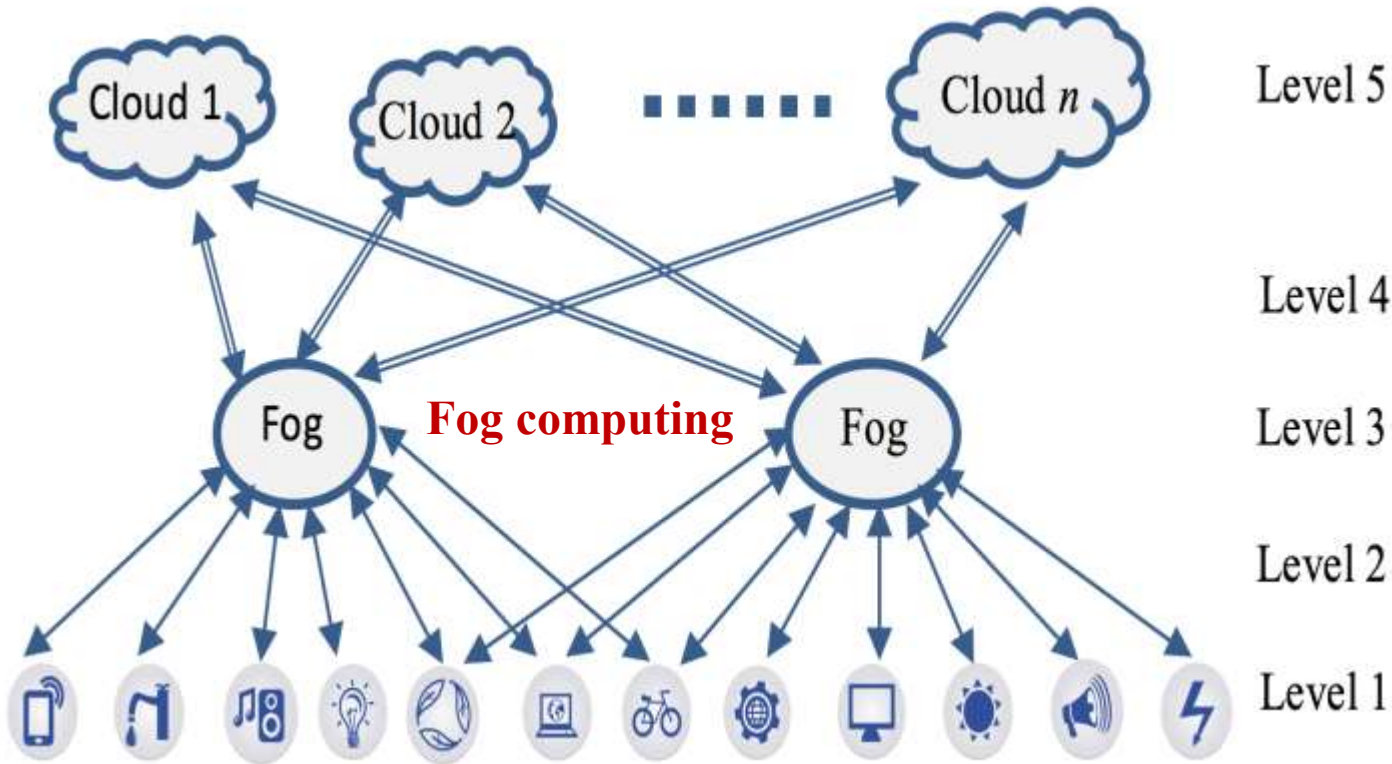 Cloud 1
Cloud 2
Cloud n
Level 5
Level 4
Fog
Fog computing
Fog
Level 3
Level 2
Level 1